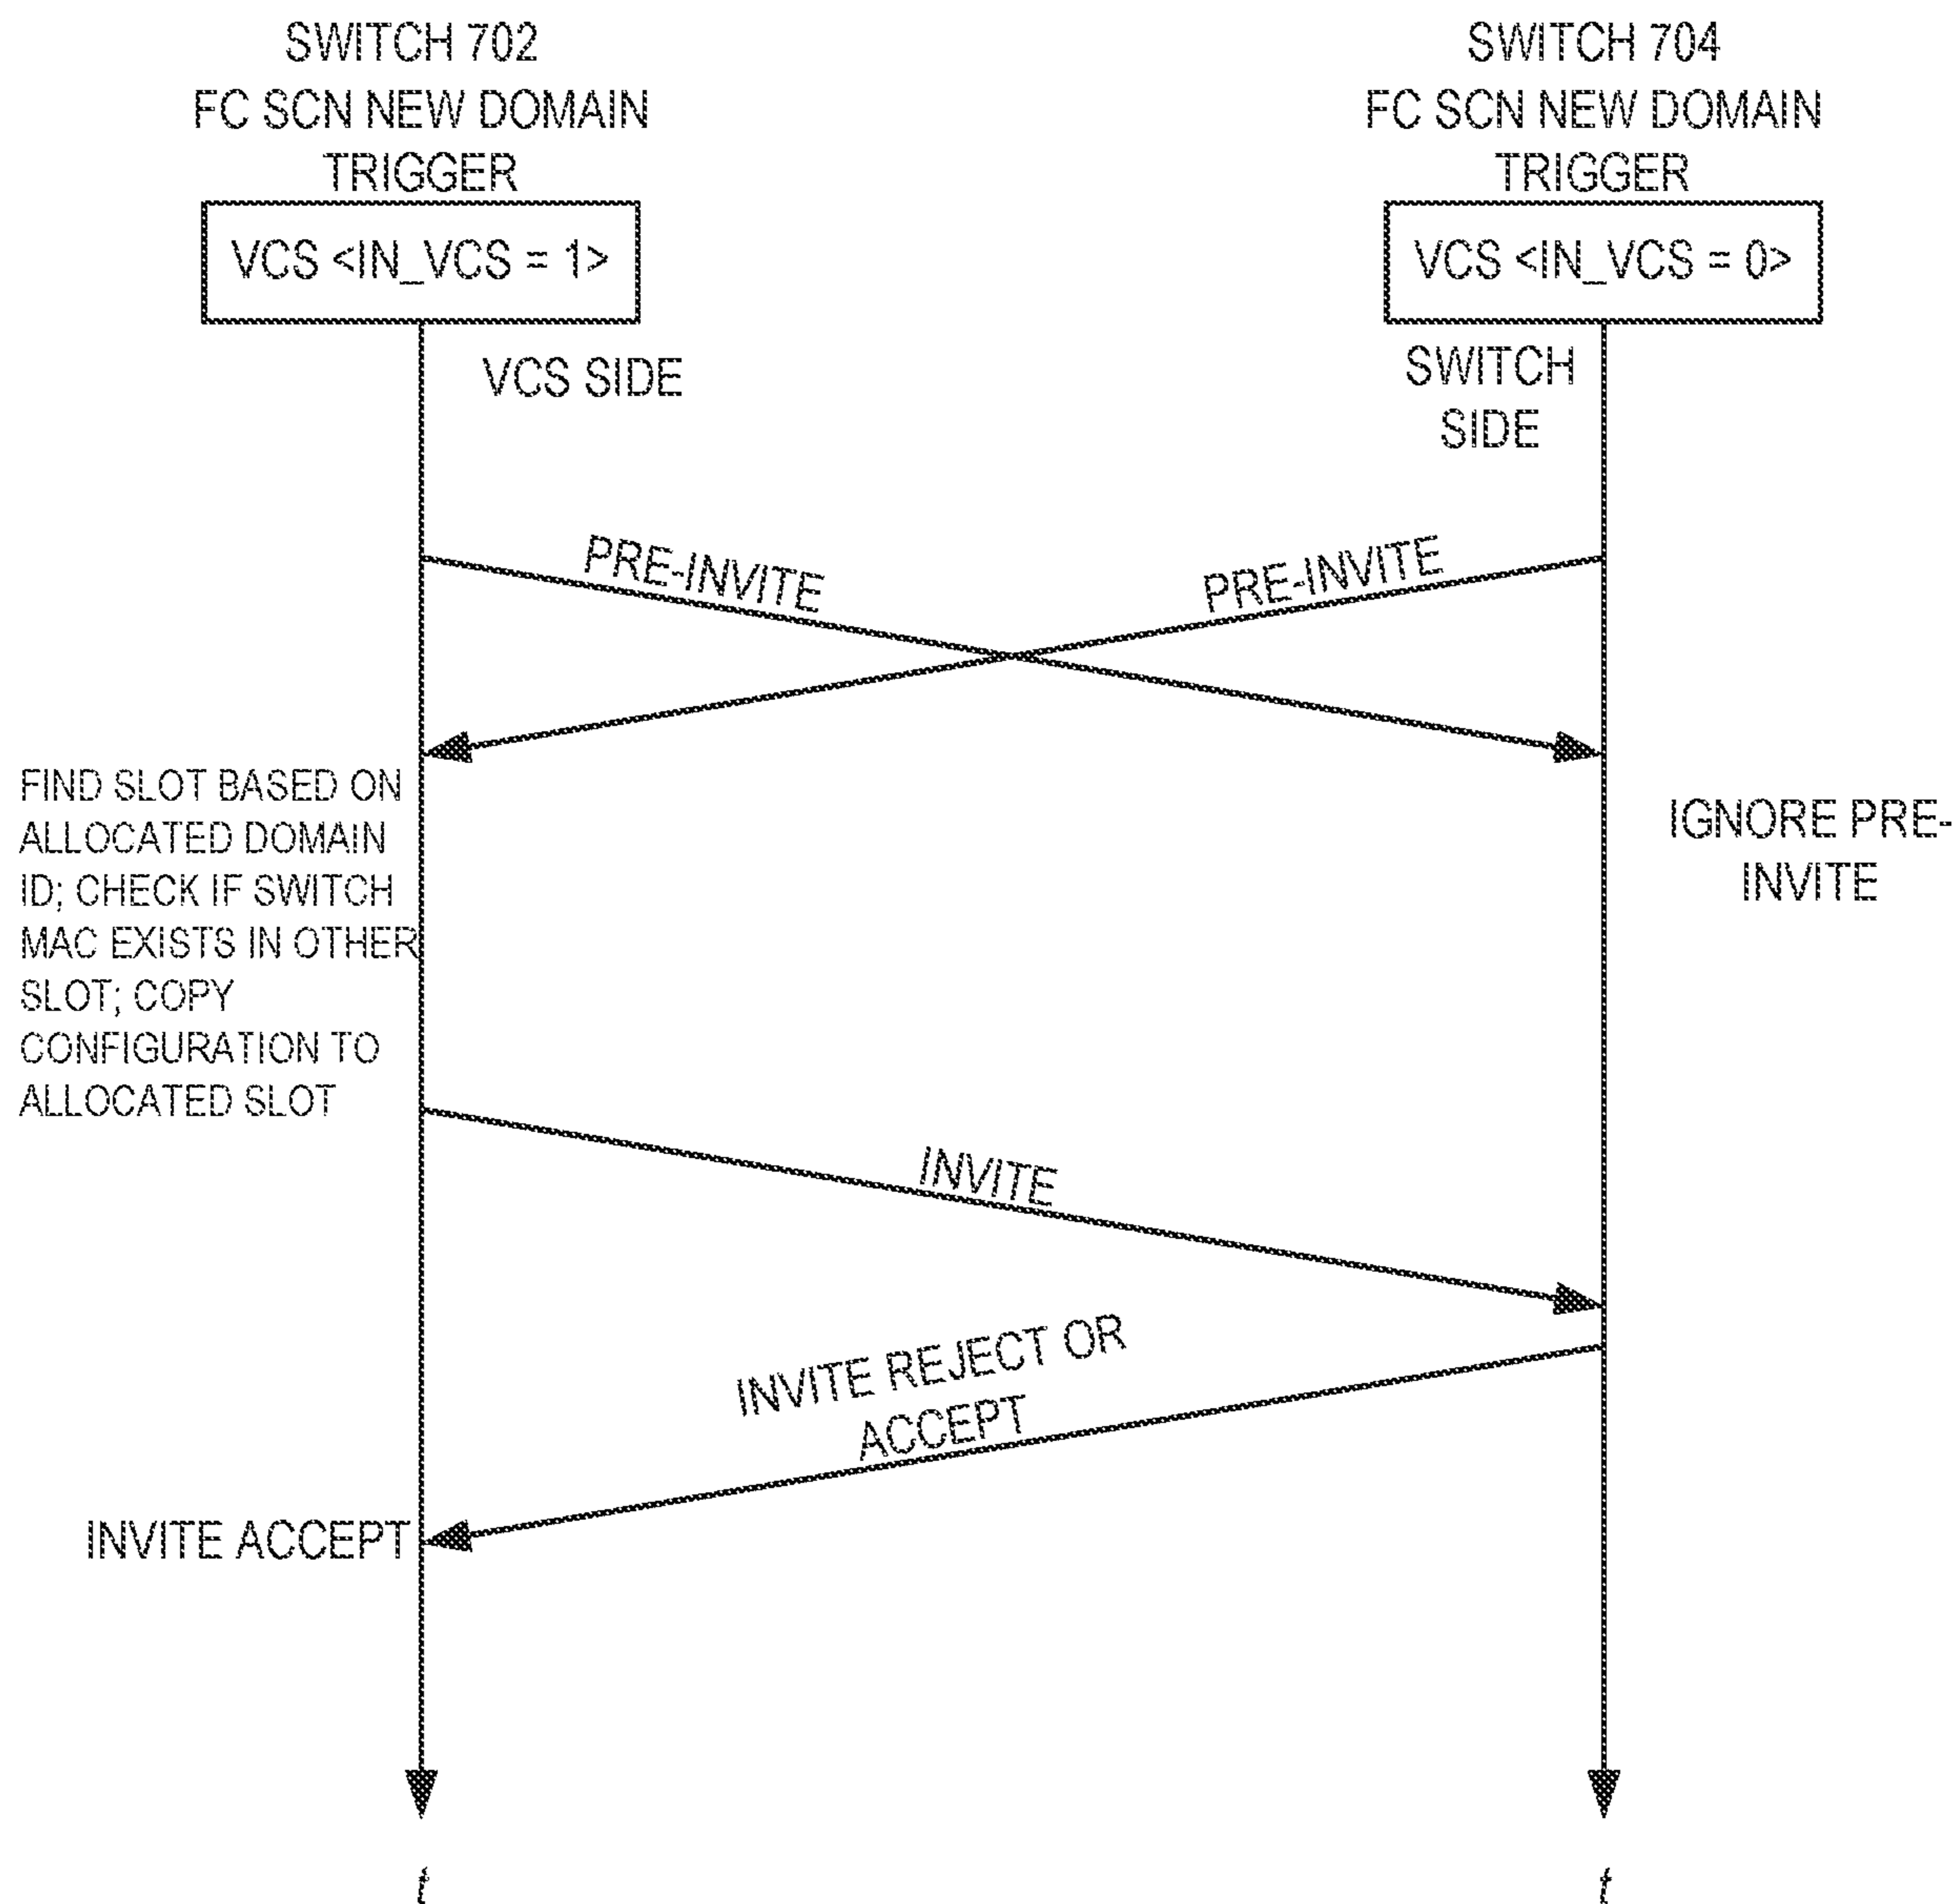 SWITCH 702
FC SCN NEW DOMAIN
TRIGGER
VCS <IN_VCS = 1>
VCS SIDE
SWITCH 704
FC SCN NEW DOMAIN
TRIGGER
VCS <IN_VCS = 0>
SWITCH
SIDE
PRE-INVITE
PRE-INVITE
FIND SLOT BASED ON
ALLOCATED DOMAIN
ID; CHECK IF SWITCH
MAC EXISTS IN OTHER
SLOT; COPY
CONFIGURATION TO
ALLOCATED SLOT
IGNORE PRE-
INVITE
INVITE
INVITE REJECT OR
ACCEPT
INVITE ACCEPT
t
t